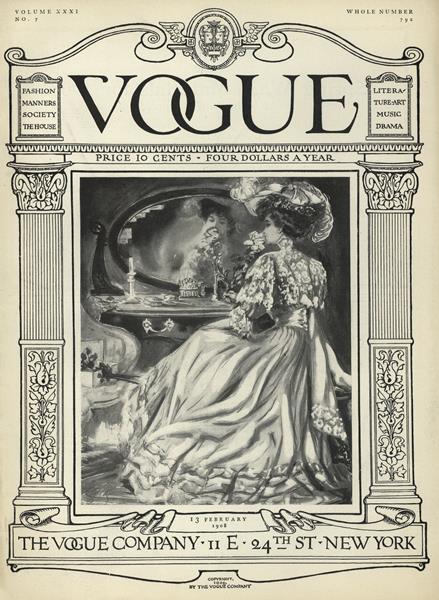 VOLUME XXXI
NO. 7
WHOLE NUMBER
792
FASHION
MANNERS
SOCIETY
THE HOUSE
VOGUE
LITERA-
TURE·ART
MUSIC
DRAMA
PRICE 10 CENTS · FOUR DOLLARS A YEAR
13 FEBRUARY
1908
THE VOGUE COMPANY · 11 E · 24TH ST · NEW YORK
COPYRIGHT,
BY THE VOGUE COMPANY